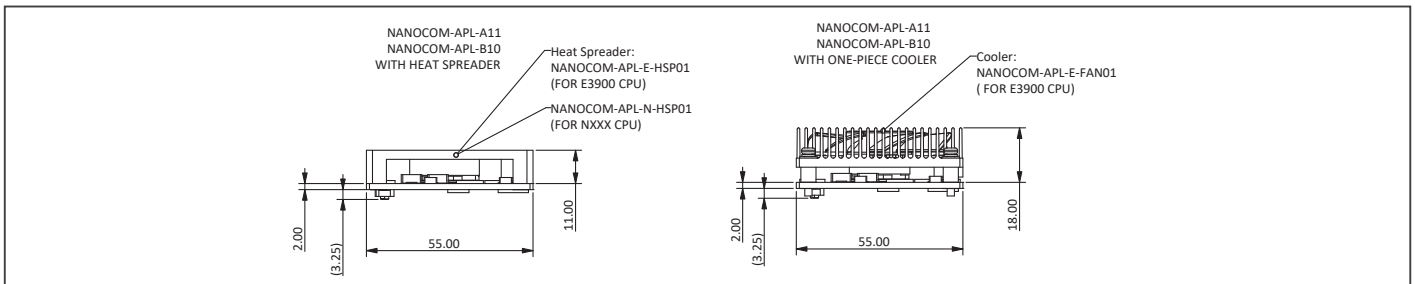 NANOCOM-APL-A11
NANOCOM-APL-B10
WITH HEAT SPREADER
Heat Spreader:
NANOCOM-APL-E-HSP01
(FOR E3900 CPU)
NANOCOM-APL-N-HSP01
(FOR NXXX CPU)
2.00
(3.25)
55.00
11.00
NANOCOM-APL-A11
NANOCOM-APL-B10
WITH ONE-PIECE COOLER
Cooler:
NANOCOM-APL-E-FAN01
( FOR E3900 CPU)
2.00
(3.25)
55.00
18.00